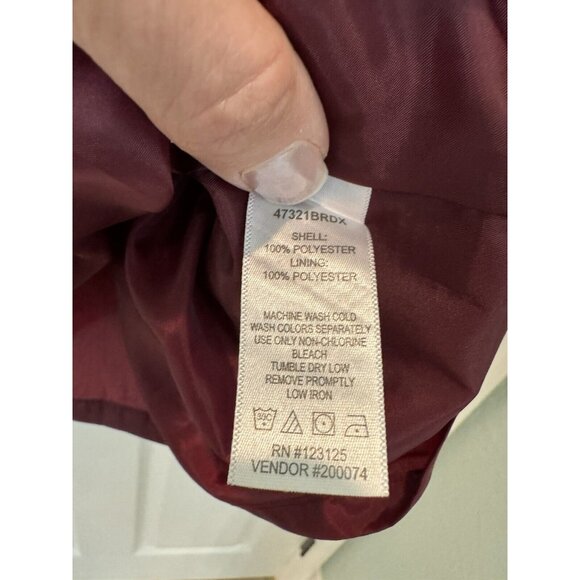 47321BRDX
SHELL:
100% POLYESTER
LINING:
100% POLYESTER
MACHINE WASH COLD
WASH COLORS SEPARATELY
USE ONLY NON-CHLORINE
BLEACH
TUMBLE DRY LOW
REMOVE PROMPTLY
LOW IRON
30C
RN #123125
VENDOR #200074